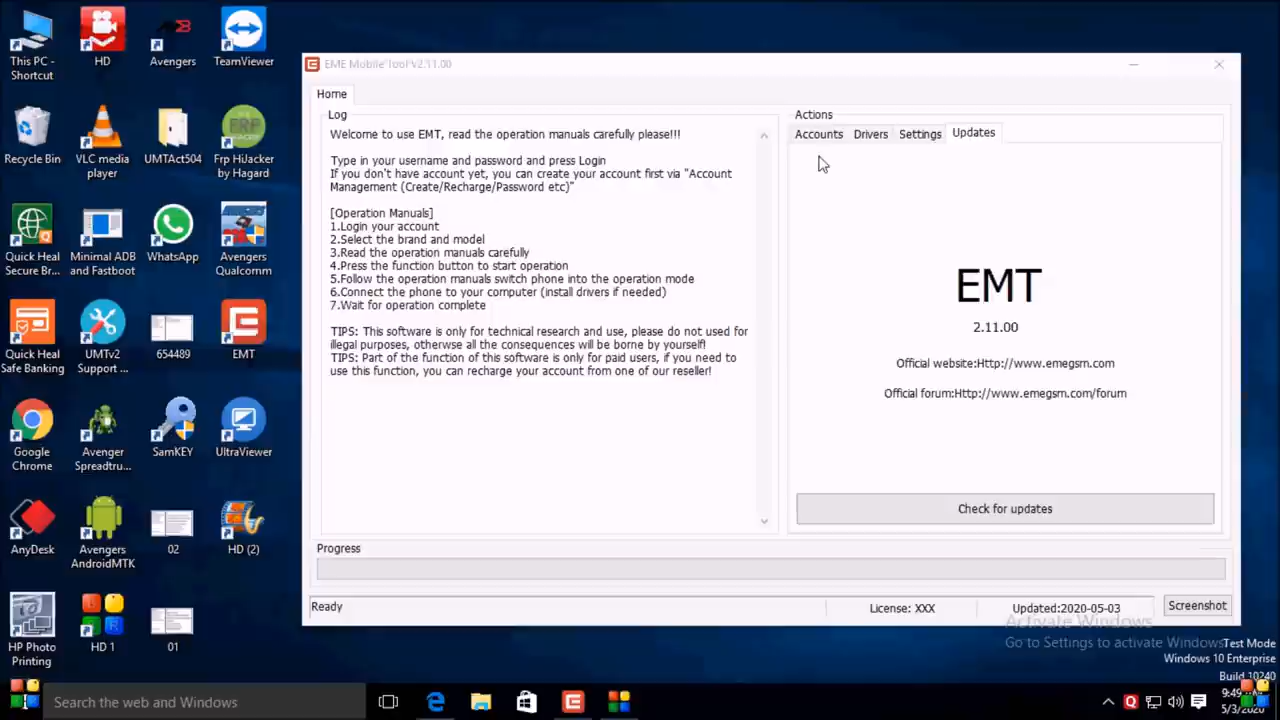 This PC -
Shortcut
HD
Avengers
TeamViewer
Recycle Bin
VLC media
player
UMTAct504
FRP
HIJACKER
Frp HiJacker
by Hagard
Quick Heal
Secure Br...
Minimal ADB
and Fastboot
WhatsApp
Avengers
Qualcomm
Quick Heal
Safe Banking
UMTv2
Support ...
654489
EMT
Google
Chrome
Avenger
Spreadtru...
SamKEY
UltraViewer
AnyDesk
Avengers
AndroidMTK
02
HD (2)
HP Photo
Printing
HD 1
01
EME Mobile Tool v2.11.00
Home
Log
Welcome to use EMT, read the operation manuals carefully please!!!
Type in your username and password and press Login
If you don't have account yet, you can create your account first via "Account
Management (Create/Recharge/Password etc)"
[Operation Manuals]
1.Login your account
2.Select the brand and model
3.Read the operation manuals carefully
4.Press the function button to start operation
5.Follow the operation manuals switch phone into the operation mode
6.Connect the phone to your computer (install drivers if needed)
7.Wait for operation complete
TIPS: This software is only for technical research and use, please do not used for
illegal purposes, otherwse all the consequences will be borne by yourself!
TIPS: Part of the function of this software is only for paid users, if you need to
use this function, you can recharge your account from one of our reseller!
Actions
Accounts Drivers Settings Updates
EMT
2.11.00
Official website:Http://www.emegsm.com
Official forum:Http://www.emegsm.com/forum
Check for updates
Progress
Ready
License: XXX
Updated:2020-05-03
Screenshot
Activate Windows
Go to Settings to activate Windows
Test Mode
Windows 10 Enterprise
Build 10240
Search the web and Windows
9:49
5/3/2020